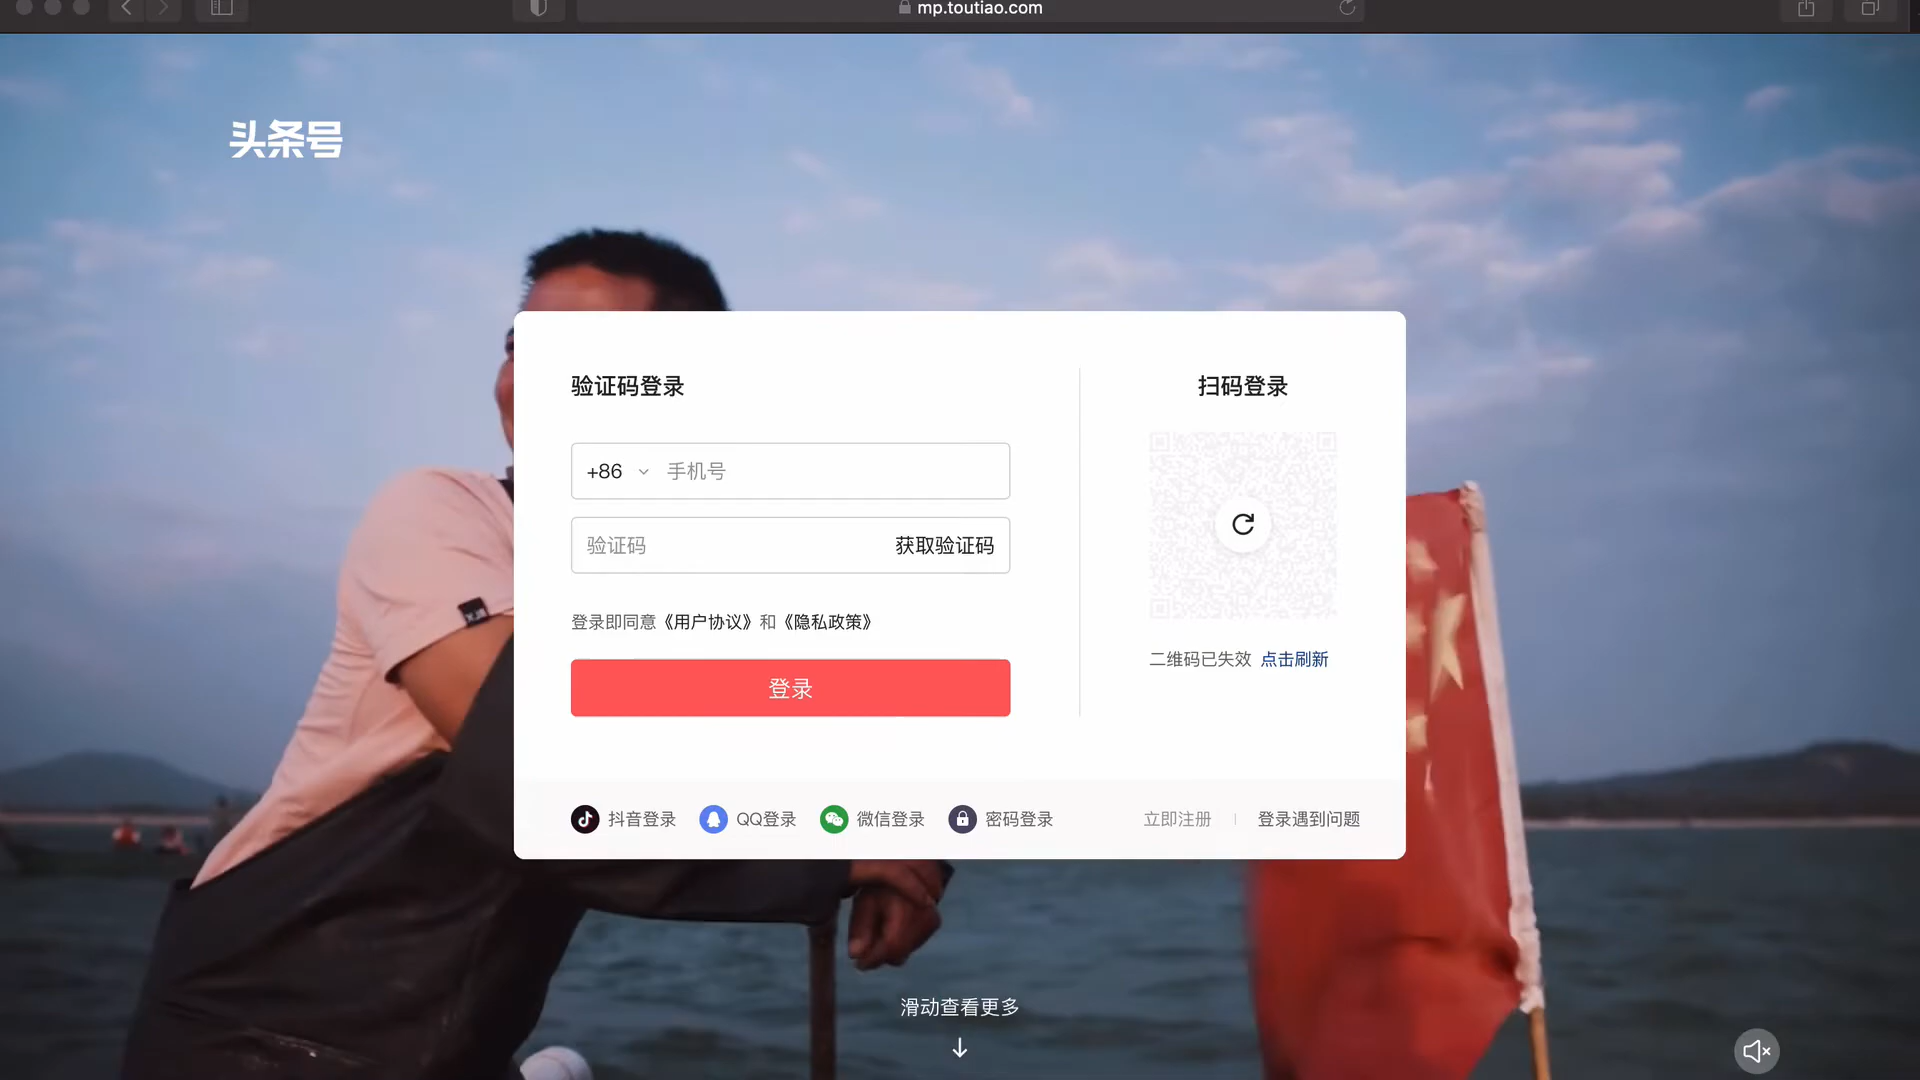 mp.toutiao.com
头条号
验证码登录
+86 手机号
验证码 获取验证码
登录即同意《用户协议》和《隐私政策》
登录
扫码登录
二维码已失效 点击刷新
抖音登录 QQ登录 微信登录 密码登录 立即注册 登录遇到问题
滑动查看更多